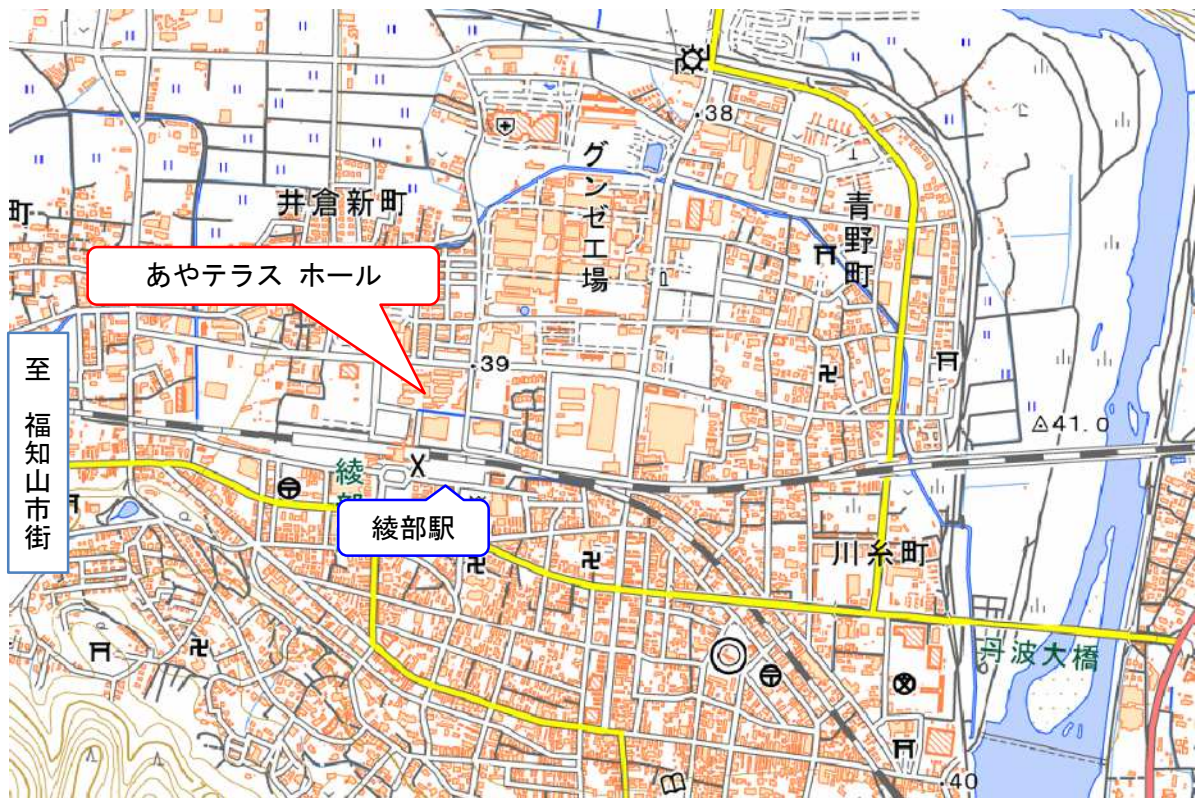 ・38
グンゼ工場
井倉新町
町
青野町
あやテラス ホール
・39
至 福知山市街
41.0
綾
綾部駅
川糸町
丹波大橋
・40